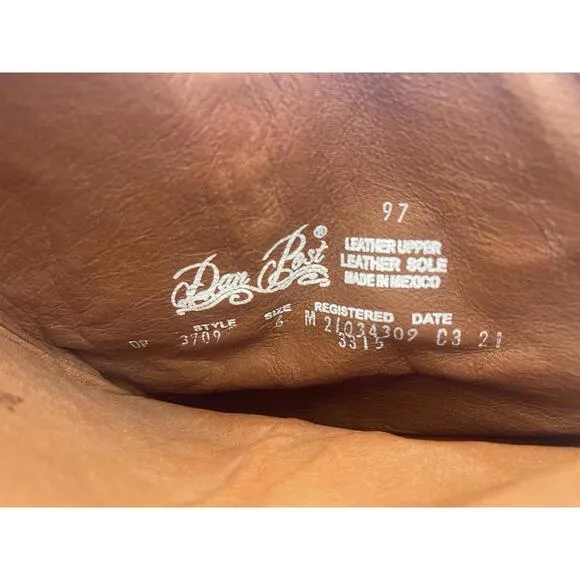 97
Dan Post®
LEATHER UPPER
LEATHER SOLE
MADE IN MEXICO
STYLE SIZE REGISTERED DATE
DP 3709 6 M 21034309 03 21
3315